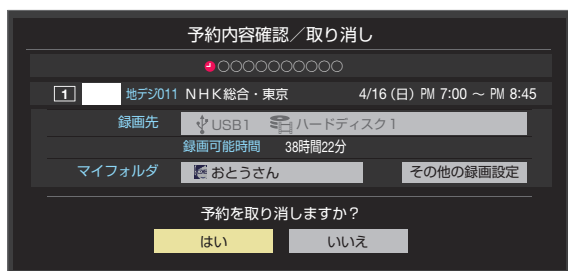 予約内容確認／取り消し
○○○○○○○○○○
1 地デジ011 NHK総合・東京 4/16 (日) PM 7:00 ～ PM 8:45
録画先 USB1 ハードディスク1
録画可能時間 38時間22分
マイフォルダ おとうさん その他の録画設定
予約を取り消しますか？
はい いいえ